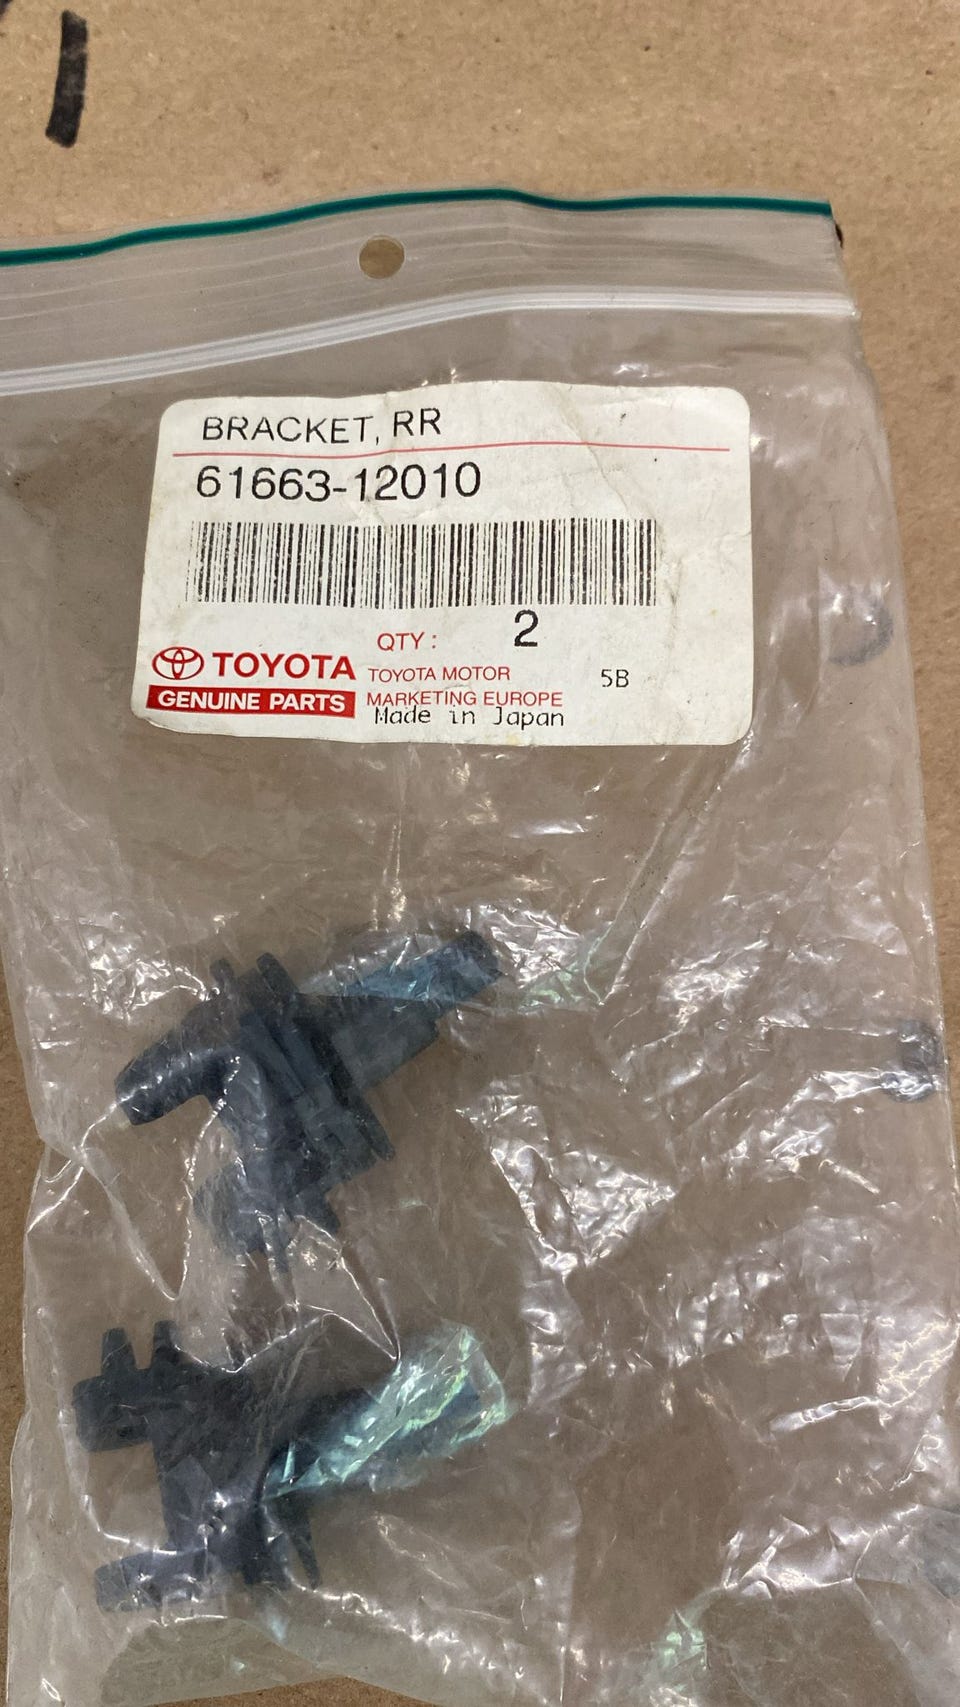 BRACKET, RR
61663-12010
QTY : 2
TOYOTA TOYOTA MOTOR 5B
GENUINE PARTS MARKETING EUROPE
Made in Japan